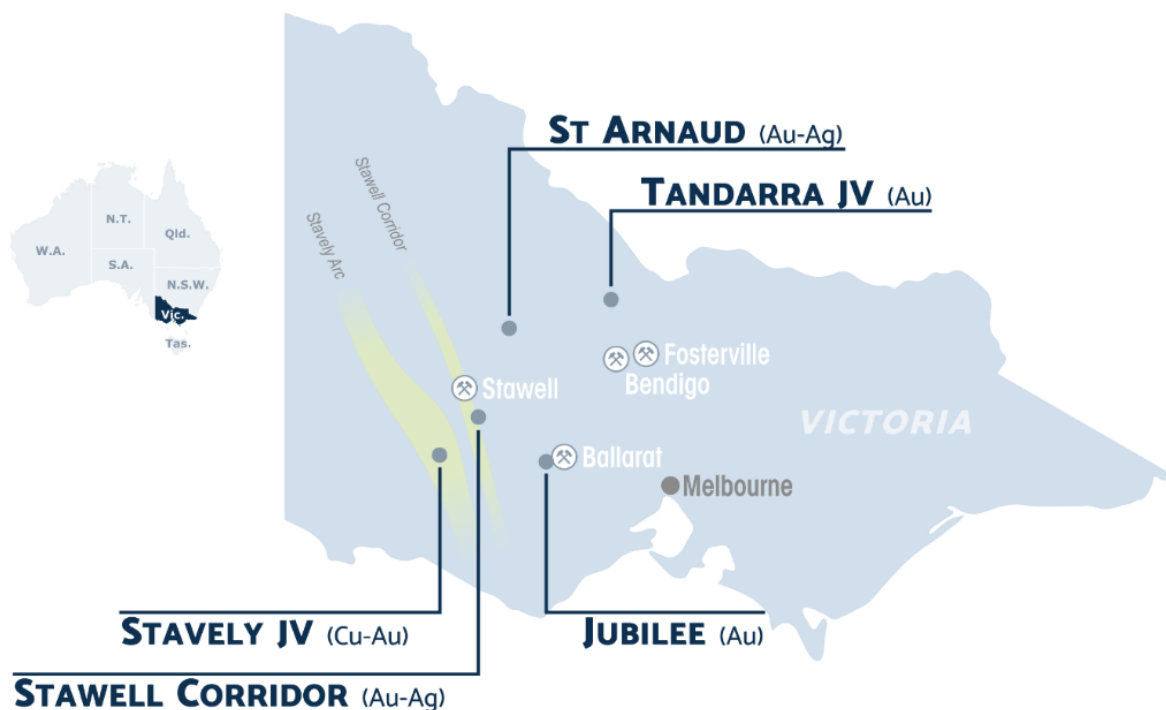 ST ARNAUD (Au-Ag)
TANDARRA JV (Au)
Stawell Corridor
Stavely Arc
N.T.
Qld.
W.A.
S.A.
N.S.W.
Vic.
Tas.
Fosterville
Bendigo
Stawell
VICTORIA
Ballarat
Melbourne
STAVELY JV (Cu-Au)
JUBILEE (Au)
STAWELL CORRIDOR (Au-Ag)